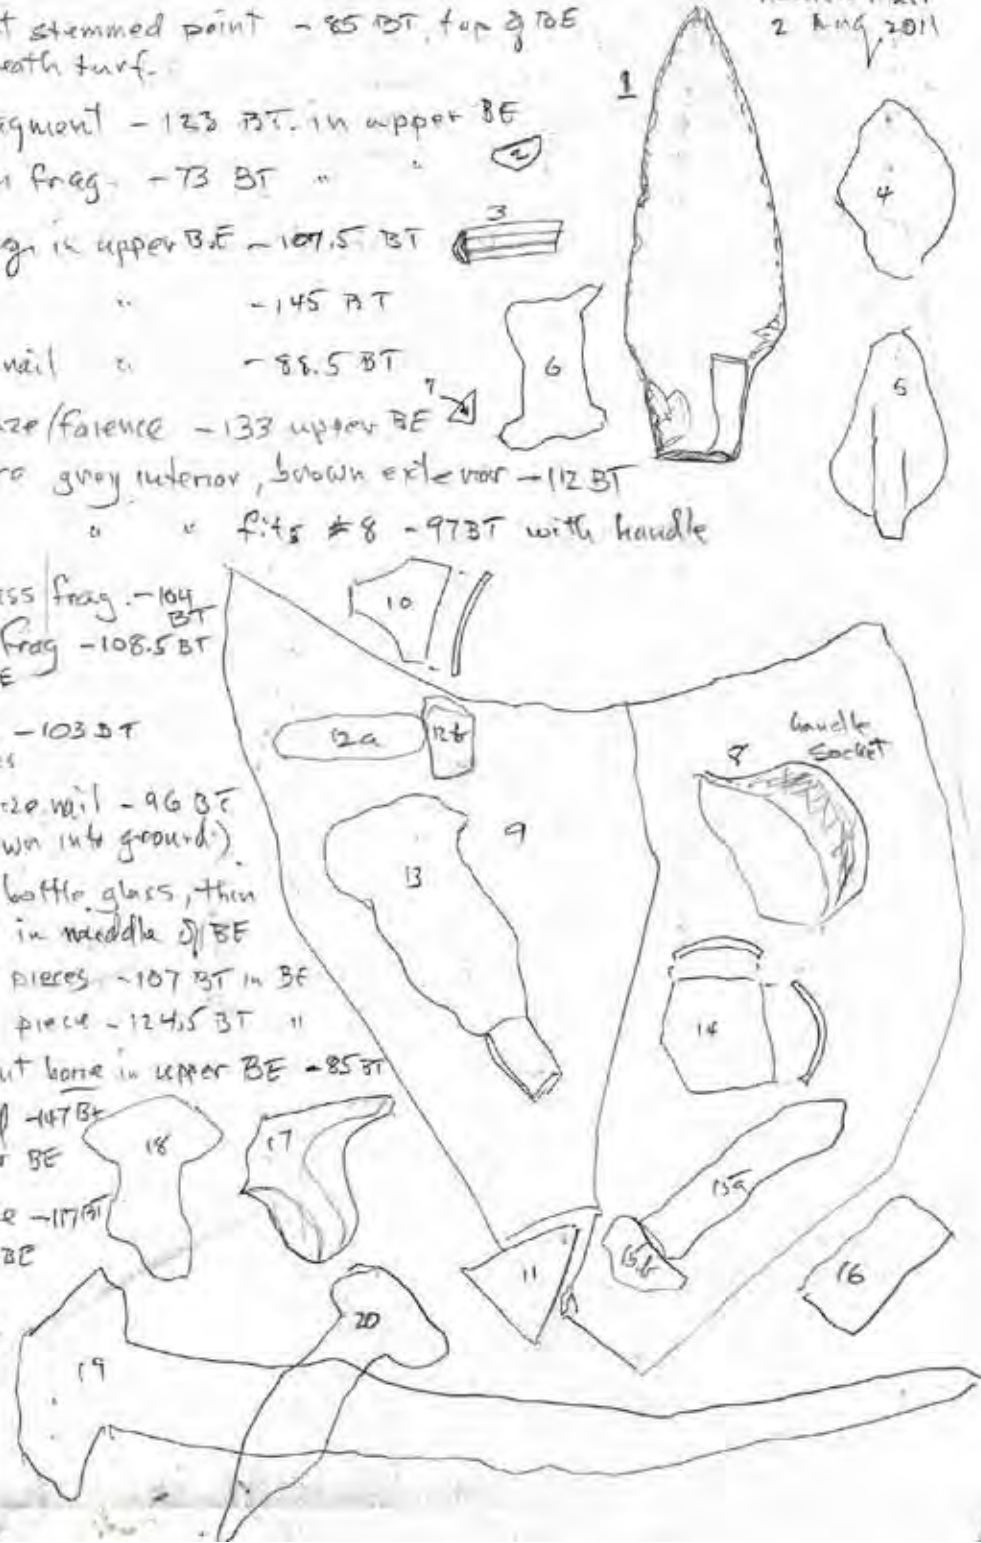 2 Aug 2011
t stemmed point - 85 BT, top of BE
eath turf.
agment - 133 BT. in upper BE
frag. - 73 BT " "
g. in upper B.E - 107.5 BT
" - 145 BT
nail " - 88.5 BT
ze/faience - 133 upper BE
grey interior, brown exterior - 112 BT
" " fits #8 - 97 BT with handle
ss frag. - 104 BT
frag - 108.5 BT
E
- 103 BT
es
ze nail - 96 BT
wn into ground)
bottle glass, thin
in middle of BE
pieces - 107 BT in BE
piece - 124.5 BT "
ut bone in upper BE - 85 BT
- 147 BT
BE
e - 117 BT
BE
1
2
3
4
5
6
7
8
handle
socket
9
10
11
12a
12b
13
14
15a
15b
16
17
18
19
20